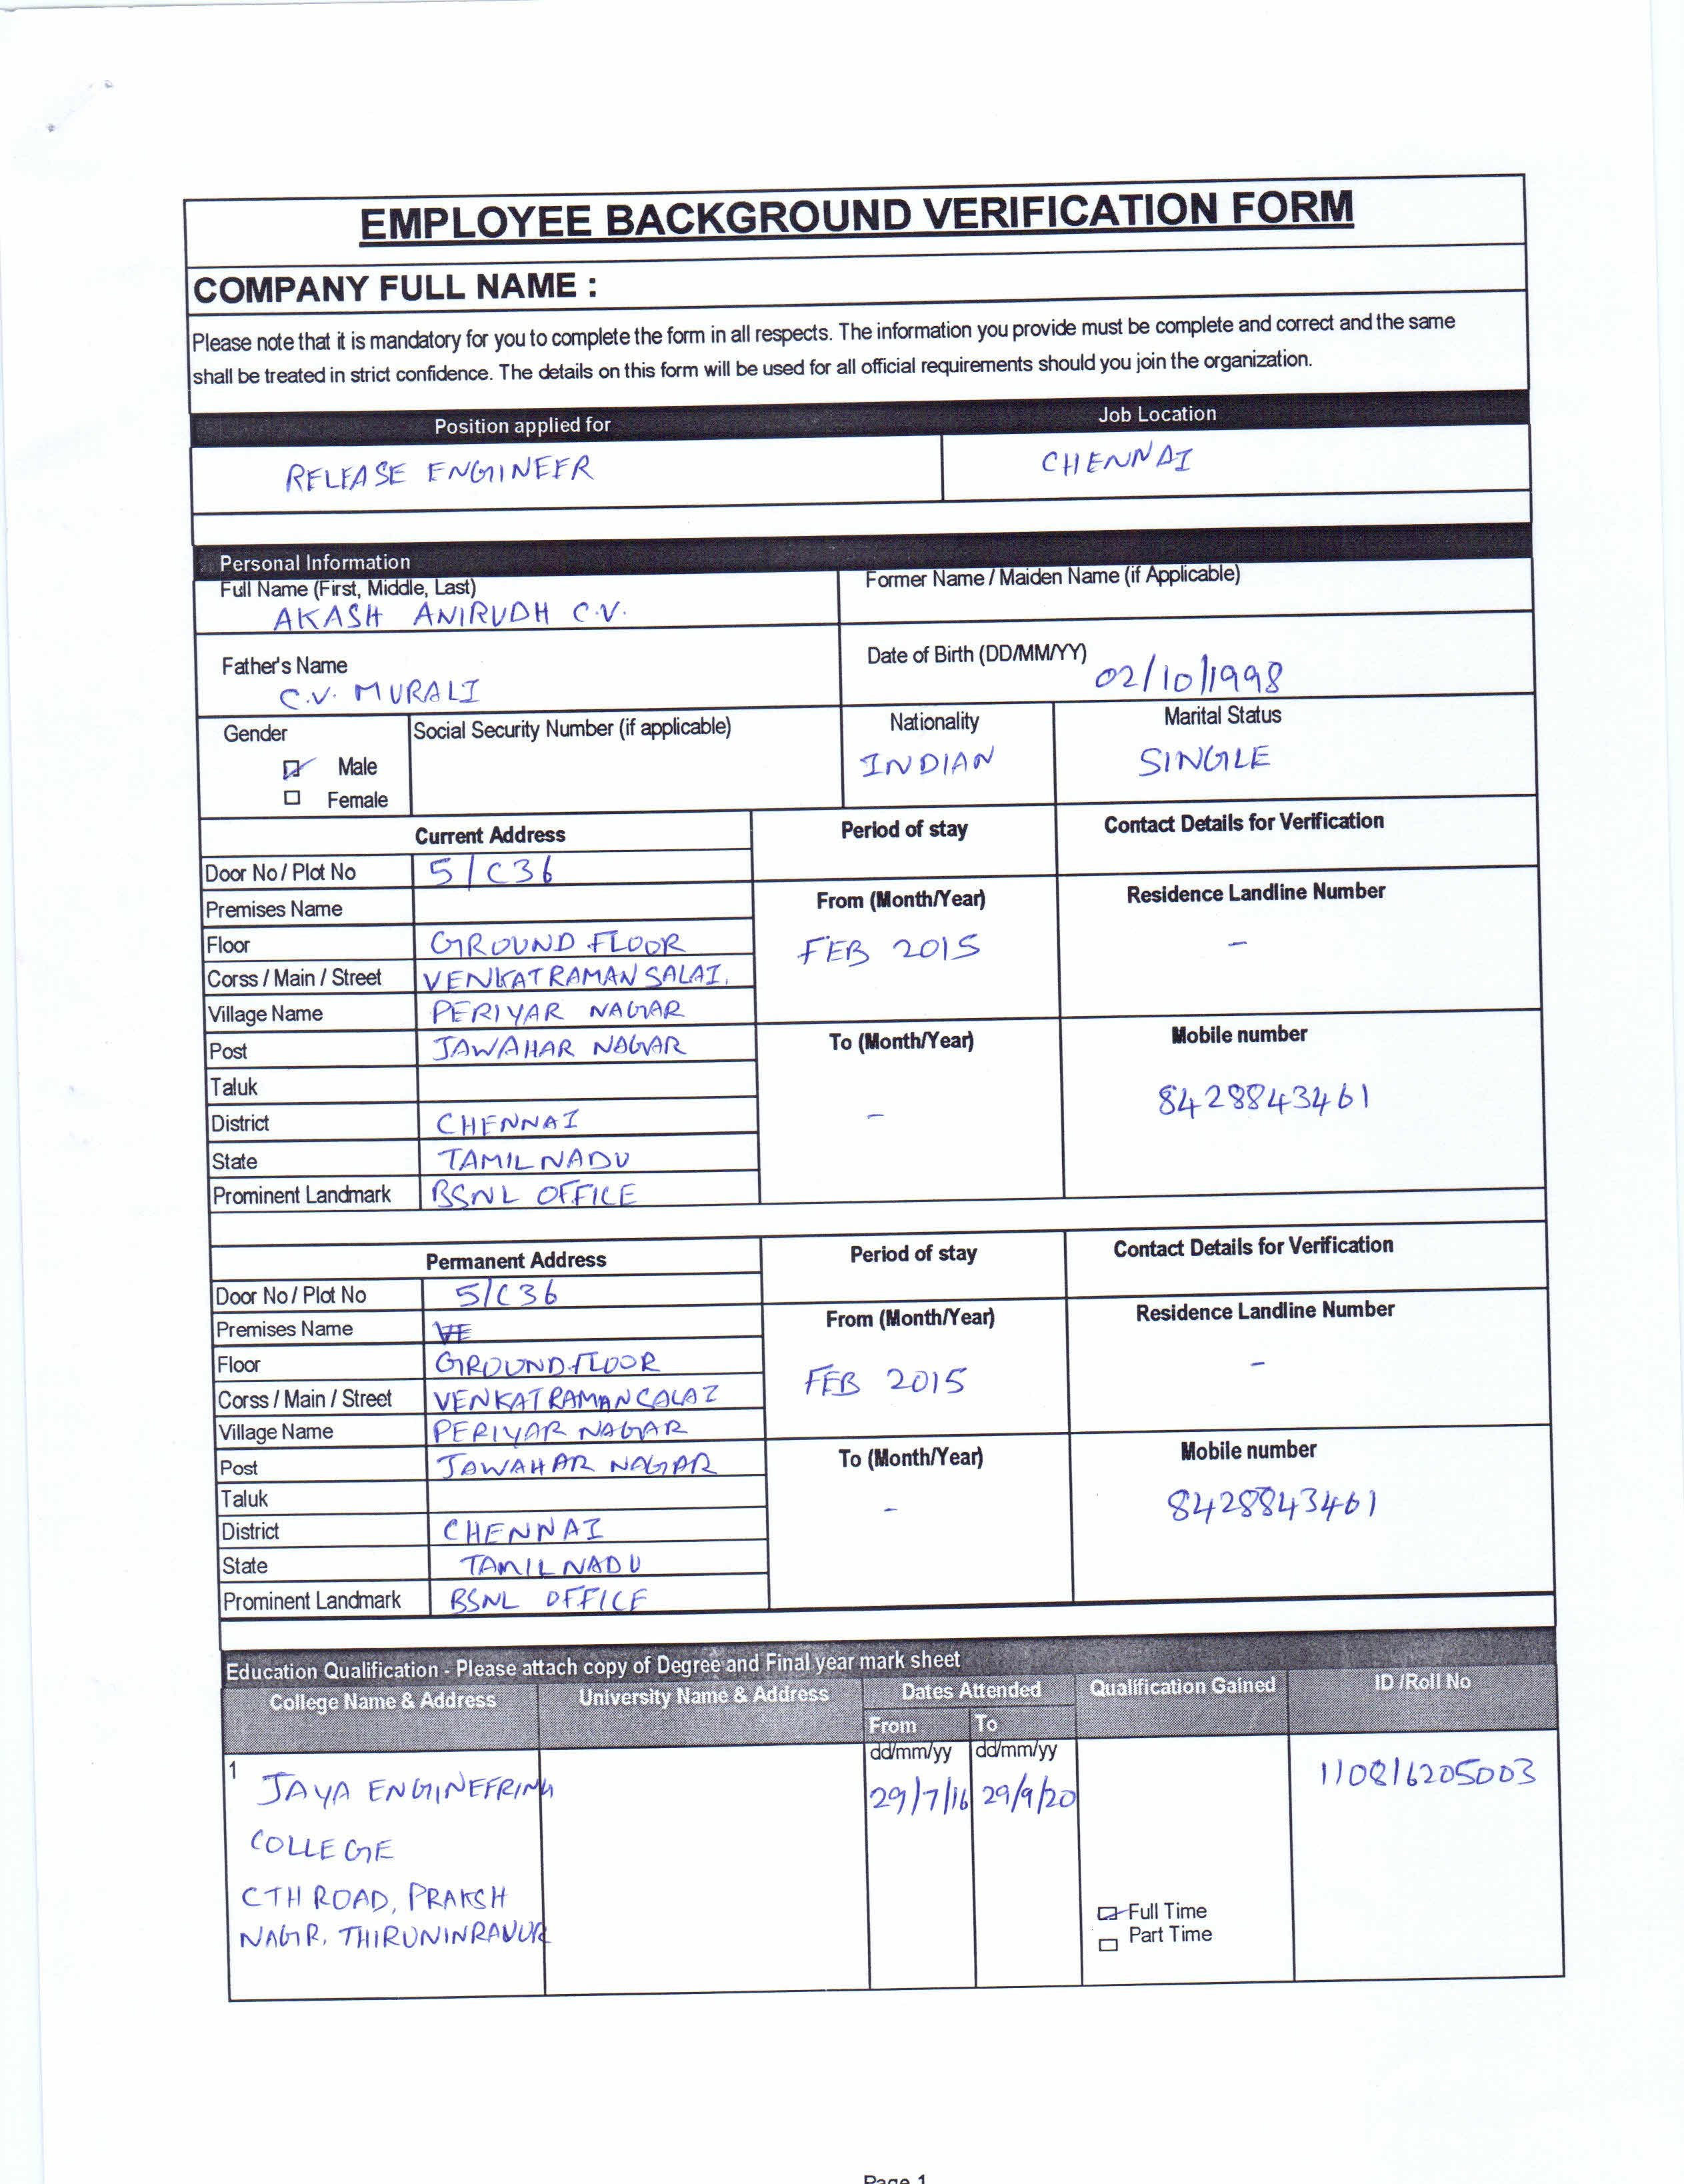 EMPLOYEE BACKGROUND VERIFICATION FORM
COMPANY FULL NAME :
Please note that it is mandatory for you to complete the form in all respects. The information you provide must be complete and correct and the same
shall be treated in strict confidence. The details on this form will be used for all official requirements should you join the organization.
Position applied for Job Location
RELEASE ENGINEER CHENNAI
Personal Information
Full Name (First, Middle, Last) Former Name / Maiden Name (if Applicable)
AKASH ANIRUDH C.V.
Father's Name Date of Birth (DD/MM/YY) 02/10/1998
C.V. MURALI
Gender Social Security Number (if applicable) Nationality Marital Status
Male INDIAN SINGLE
Female
Current Address Period of stay Contact Details for Verification
Door No / Plot No 5/C36
Premises Name From (Month/Year) Residence Landline Number
Floor GROUND FLOOR FEB 2015 -
Corss / Main / Street VENKATRAMAN SALAI,
Village Name PERIYAR NAGAR
Post JAWAHAR NAGAR To (Month/Year) Mobile number
Taluk
District CHENNAI - 8428843461
State TAMIL NADU
Prominent Landmark BSNL OFFICE
Permanent Address Period of stay Contact Details for Verification
Door No / Plot No 5/C36
Premises Name VE From (Month/Year) Residence Landline Number
Floor GROUND FLOOR
Corss / Main / Street VENKATRAMAN SALAI FEB 2015 -
Village Name PERIYAR NAGAR
Post JAWAHAR NAGAR To (Month/Year) Mobile number
Taluk
District CHENNAI - 8428843461
State TAMIL NADU
Prominent Landmark BSNL OFFICE
Education Qualification - Please attach copy of Degree and Final year mark sheet
College Name & Address University Name & Address Dates Attended Qualification Gained ID /Roll No
From To
dd/mm/yy dd/mm/yy
1 JAYA ENGINEERING 29/7/16 29/9/20 110816205003
COLLEGE
CTH ROAD, PRAKSH
NAGR, THIRUNINRAVUR
Full Time
Part Time
Page 1